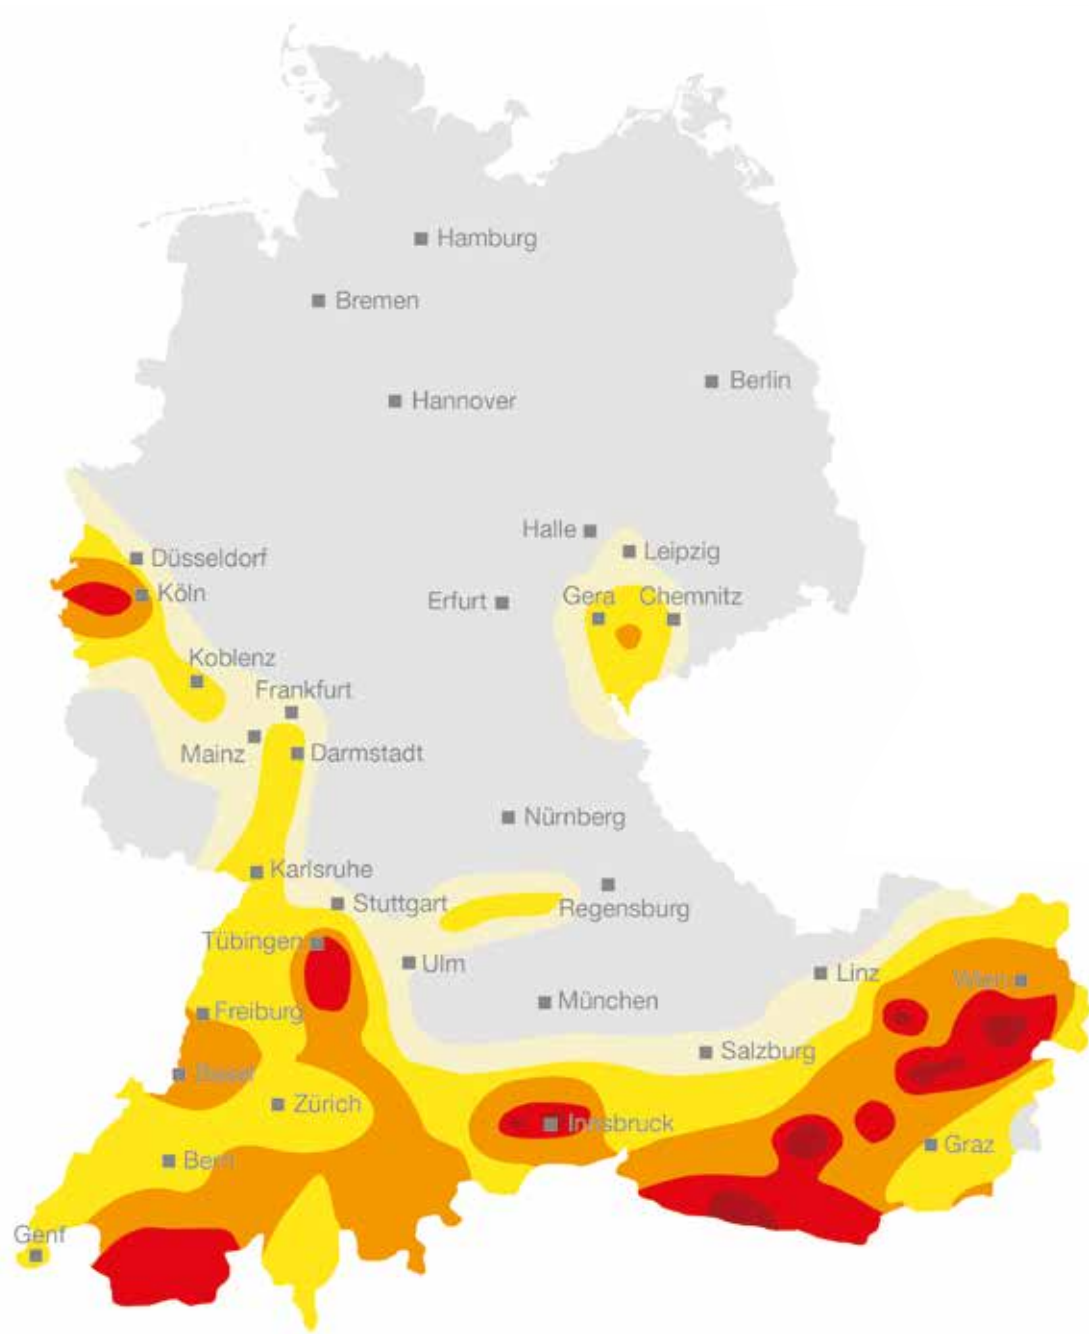 Hamburg
Bremen
Berlin
Hannover
Halle
Leipzig
Düsseldorf
Köln
Erfurt
Gera
Chemnitz
Koblenz
Frankfurt
Mainz
Darmstadt
Nürnberg
Karlsruhe
Stuttgart
Regensburg
Tübingen
Ulm
Linz
Wien
München
Freiburg
Salzburg
Basel
Zürich
Innsbruck
Graz
Bern
Genf